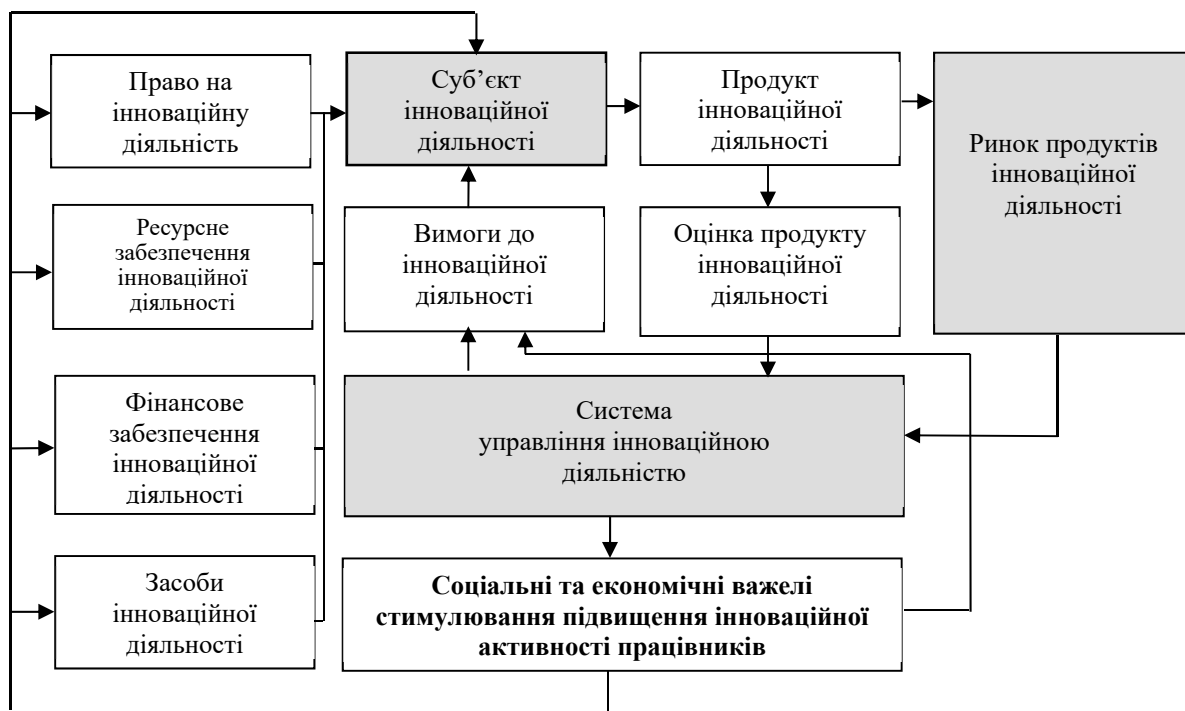 Право на
інноваційну
діяльність
Суб’єкт
інноваційної
діяльності
Продукт
інноваційної
діяльності
Ринок продуктів
інноваційної
діяльності
Ресурсне
забезпечення
інноваційної
діяльності
Вимоги до
інноваційної
діяльності
Оцінка продукту
інноваційної
діяльності
Фінансове
забезпечення
інноваційної
діяльності
Система
управління інноваційною
діяльністю
Засоби
інноваційної
діяльності
Соціальні та економічні важелі
стимулювання підвищення інноваційної
активності працівників